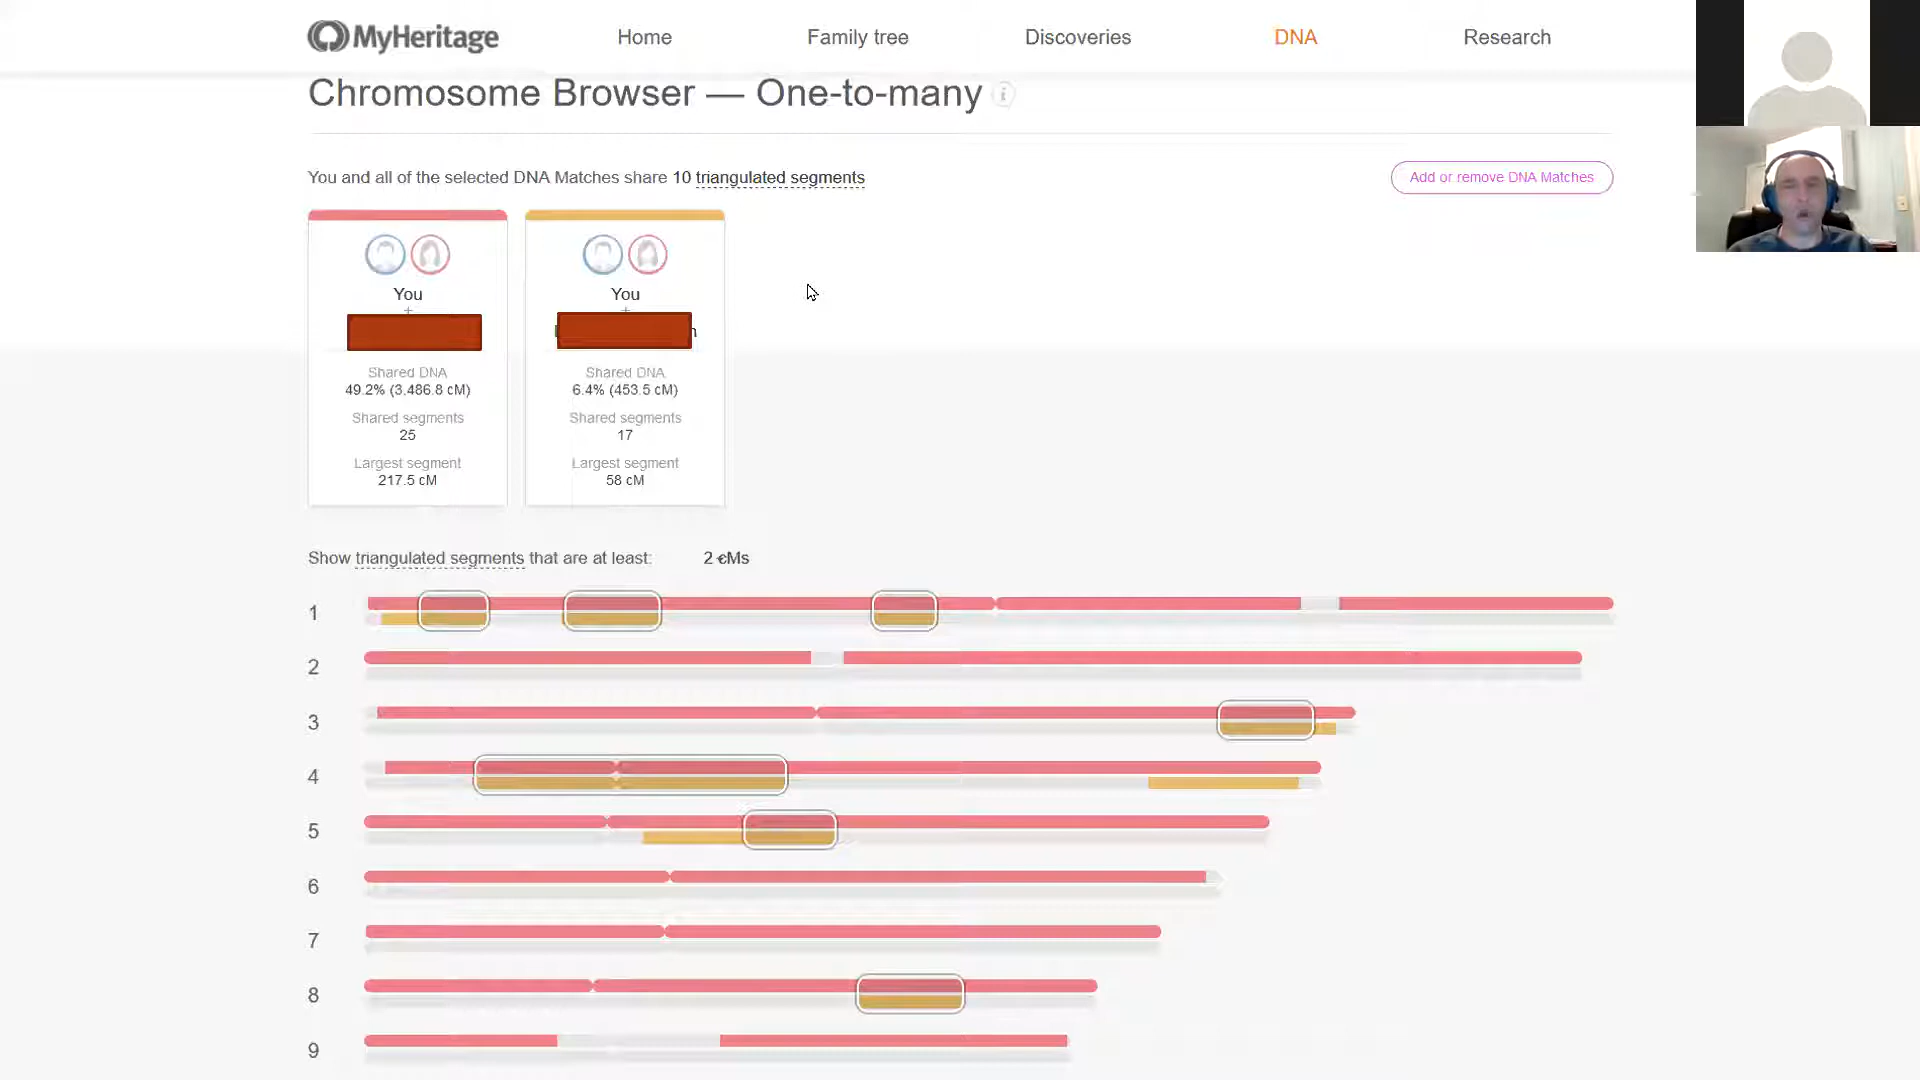 MyHeritage Home Family tree Discoveries DNA Research
Chromosome Browser — One-to-many i
You and all of the selected DNA Matches share 10 triangulated segments
Add or remove DNA Matches
You
+
Shared DNA
49.2% (3,486.8 cM)
Shared segments
25
Largest segment
217.5 cM
You
+
Shared DNA
6.4% (453.5 cM)
Shared segments
17
Largest segment
58 cM
Show triangulated segments that are at least: 2 cMs
1
2
3
4
5
6
7
8
9